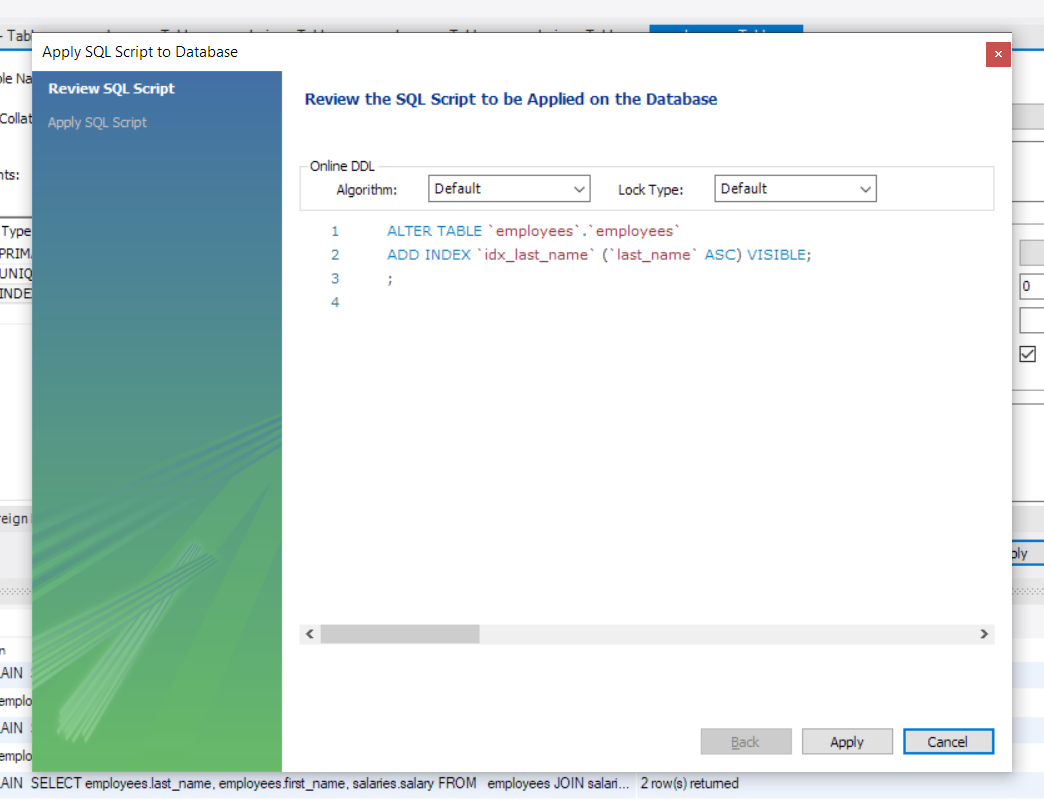 - Tab
Apply SQL Script to Database
ble Na
Collat
nts:
Type
PRIM
UNIQ
INDE
reign
Review SQL Script
Apply SQL Script
Review the SQL Script to be Applied on the Database
Online DDL
Algorithm: Default Lock Type: Default
1 ALTER TABLE `employees`.`employees`
2 ADD INDEX `idx_last_name` (`last_name` ASC) VISIBLE;
3 ;
4
0
ply
Back Apply Cancel
n
AIN
emplo
AIN
emplo
AIN SELECT employees.last_name, employees.first_name, salaries.salary FROM employees JOIN salari... 2 row(s) returned